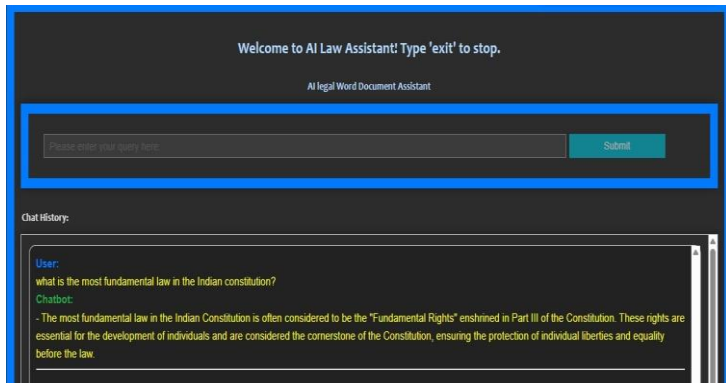 Welcome to AI Law Assistant! Type 'exit' to stop.
AI legal Word Document Assistant
Please enter your query here
Submit
Chat History:
User:
what is the most fundamental law in the Indian constitution?
Chatbot:
- The most fundamental law in the Indian Constitution is often considered to be the "Fundamental Rights" enshrined in Part III of the Constitution. These rights are
essential for the development of individuals and are considered the cornerstone of the Constitution, ensuring the protection of individual liberties and equality
before the law.